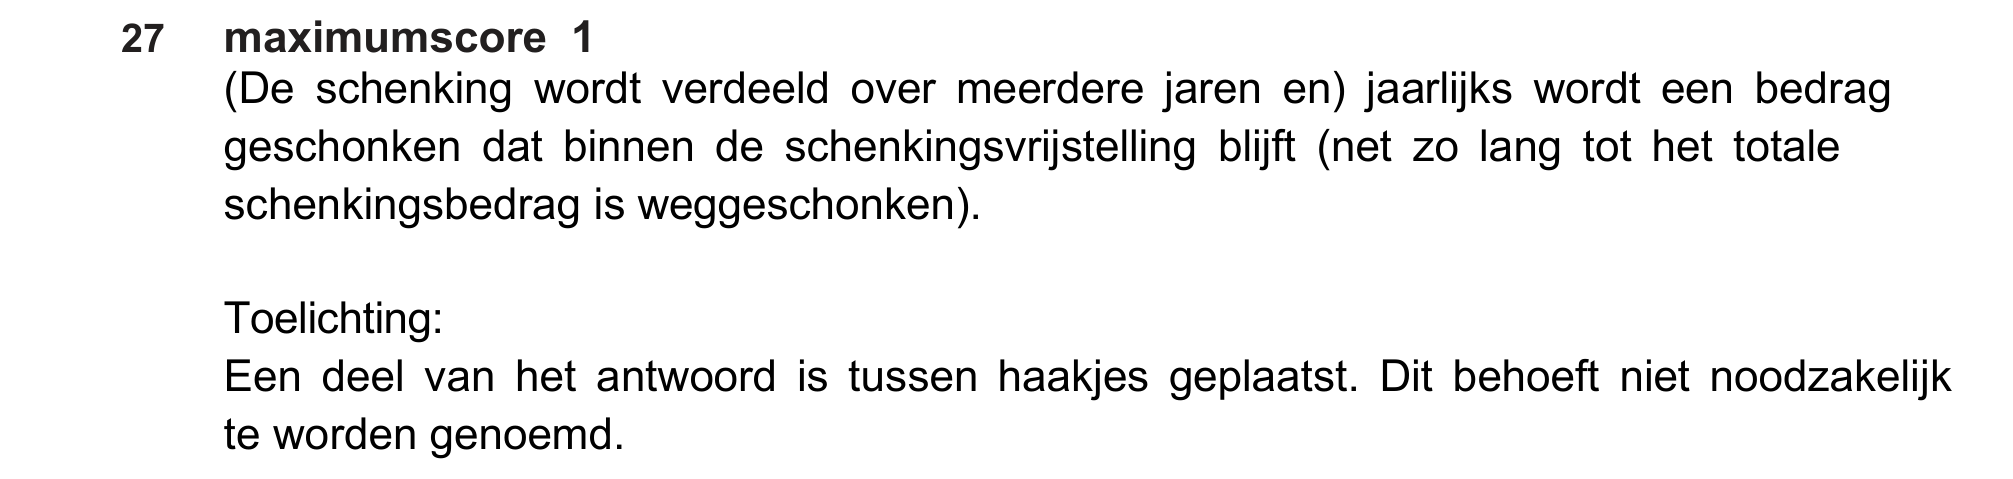 27 maximumscore 1
(De schenking wordt verdeeld over meerdere jaren en) jaarlijks wordt een bedrag
geschonken dat binnen de schenkingsvrijstelling blijft (net zo lang tot het totale
schenkingsbedrag is weggeschonken).
Toelichting:
Een deel van het antwoord is tussen haakjes geplaatst. Dit behoeft niet noodzakelijk
te worden genoemd.